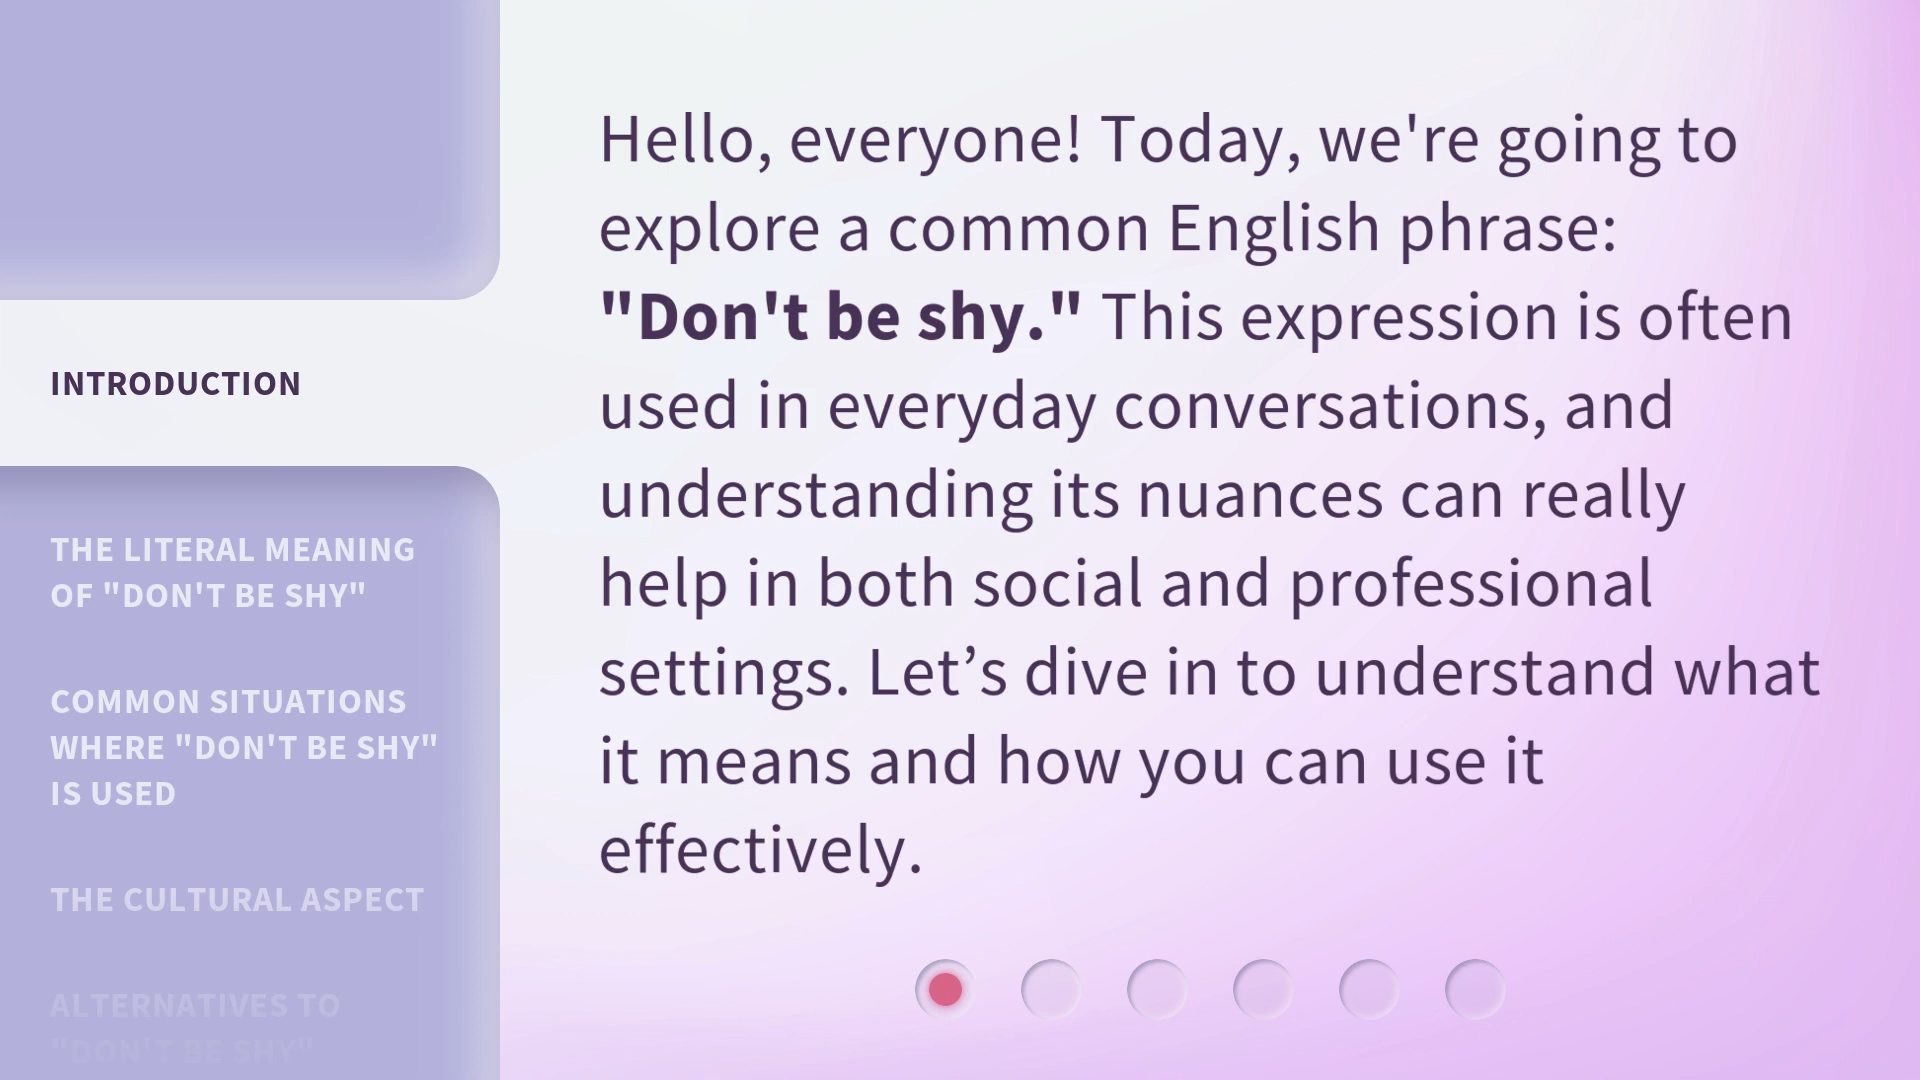 INTRODUCTION
THE LITERAL MEANING
OF "DON'T BE SHY"
COMMON SITUATIONS
WHERE "DON'T BE SHY"
IS USED
THE CULTURAL ASPECT
ALTERNATIVES TO
"DON'T BE SHY"
Hello, everyone! Today, we're going to
explore a common English phrase:
"Don't be shy." This expression is often
used in everyday conversations, and
understanding its nuances can really
help in both social and professional
settings. Let’s dive in to understand what
it means and how you can use it
effectively.